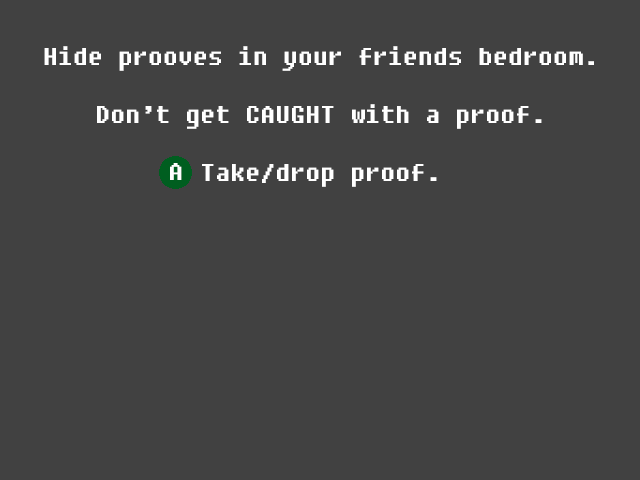 Hide prooves in your friends bedroom.
Don't get CAUGHT with a proof.
A Take/drop proof.